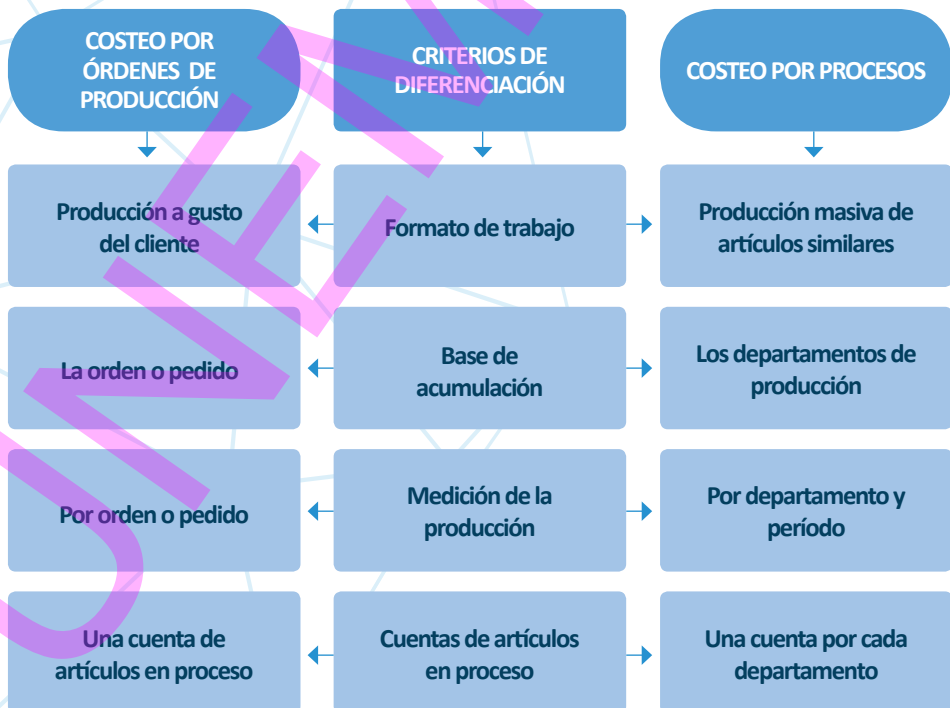 COSTEO POR
ÓRDENES DE
PRODUCCIÓN
CRITERIOS DE
DIFERENCIACIÓN
COSTEO POR PROCESOS
Producción a gusto
del cliente
Formato de trabajo
Producción masiva de
artículos similares
La orden o pedido
Base de
acumulación
Los departamentos de
producción
Por orden o pedido
Medición de la
producción
Por departamento y
período
Una cuenta de
artículos en proceso
Cuentas de artículos
en proceso
Una cuenta por cada
departamento